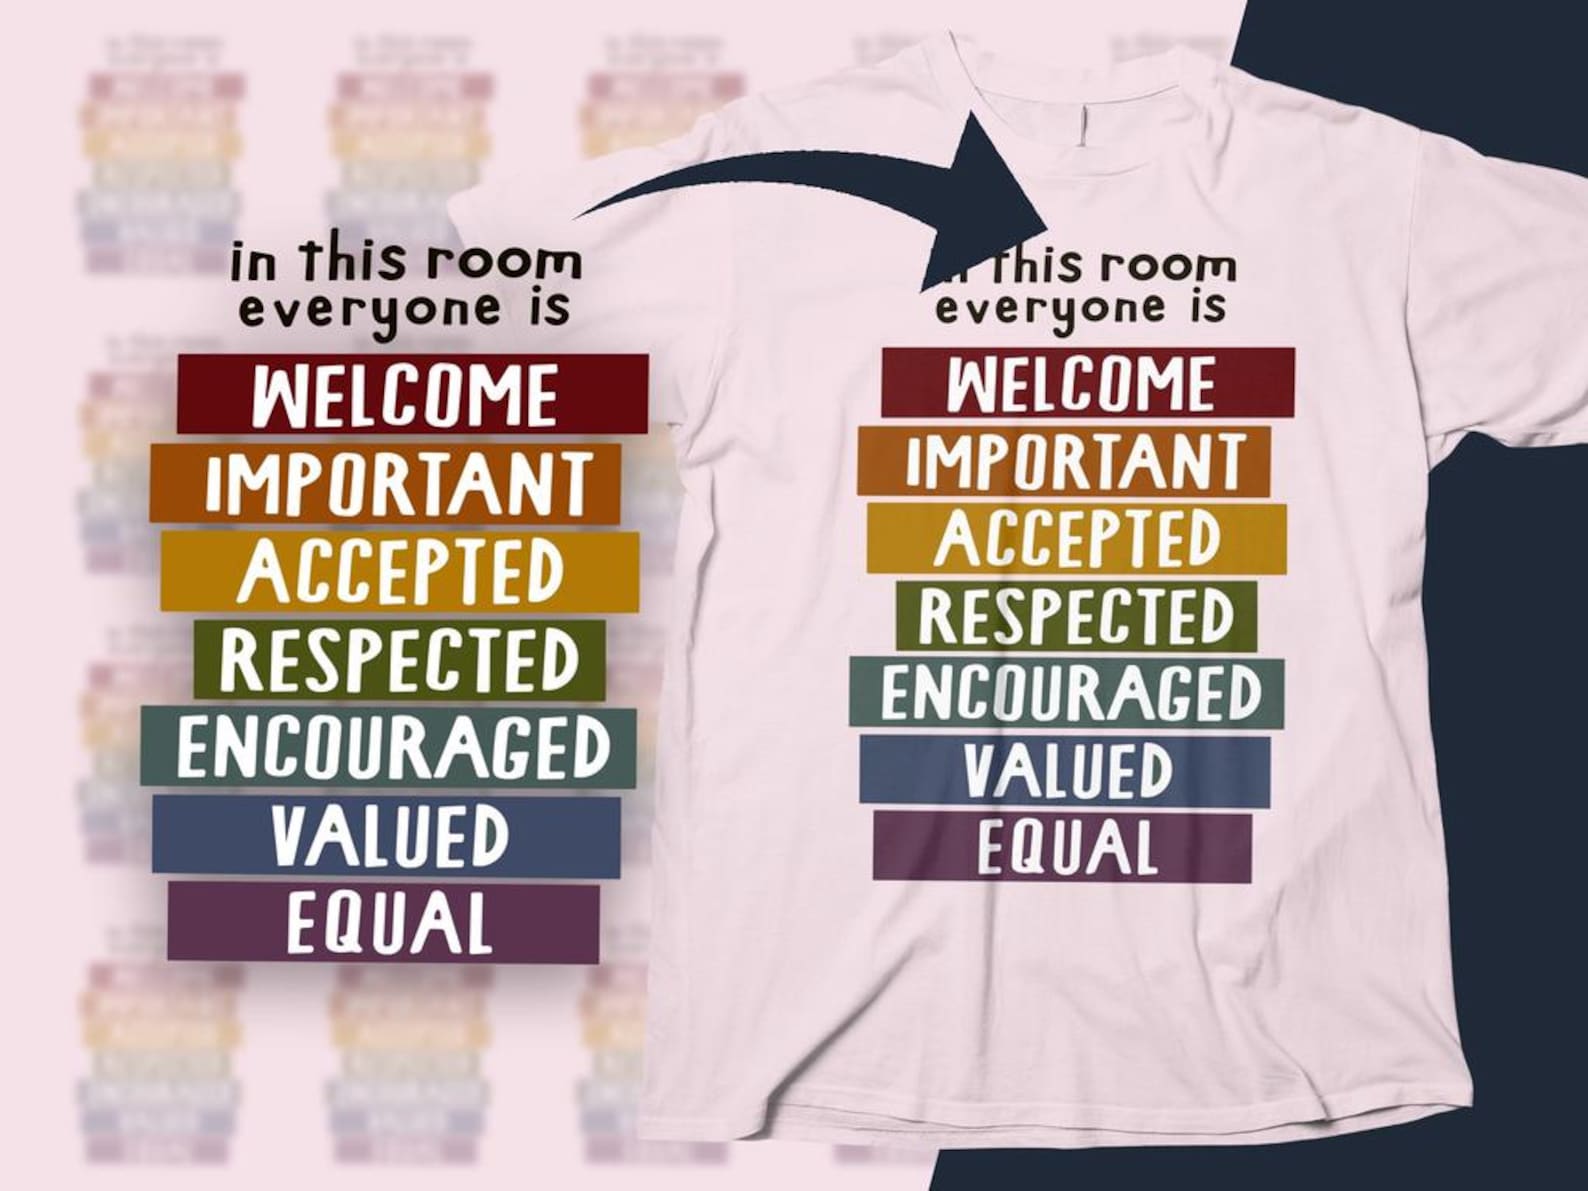 in this room
everyone is
WELCOME
IMPORTANT
ACCEPTED
RESPECTED
ENCOURAGED
VALUED
EQUAL
this room
everyone is
WELCOME
IMPORTANT
ACCEPTED
RESPECTED
ENCOURAGED
VALUED
EQUAL